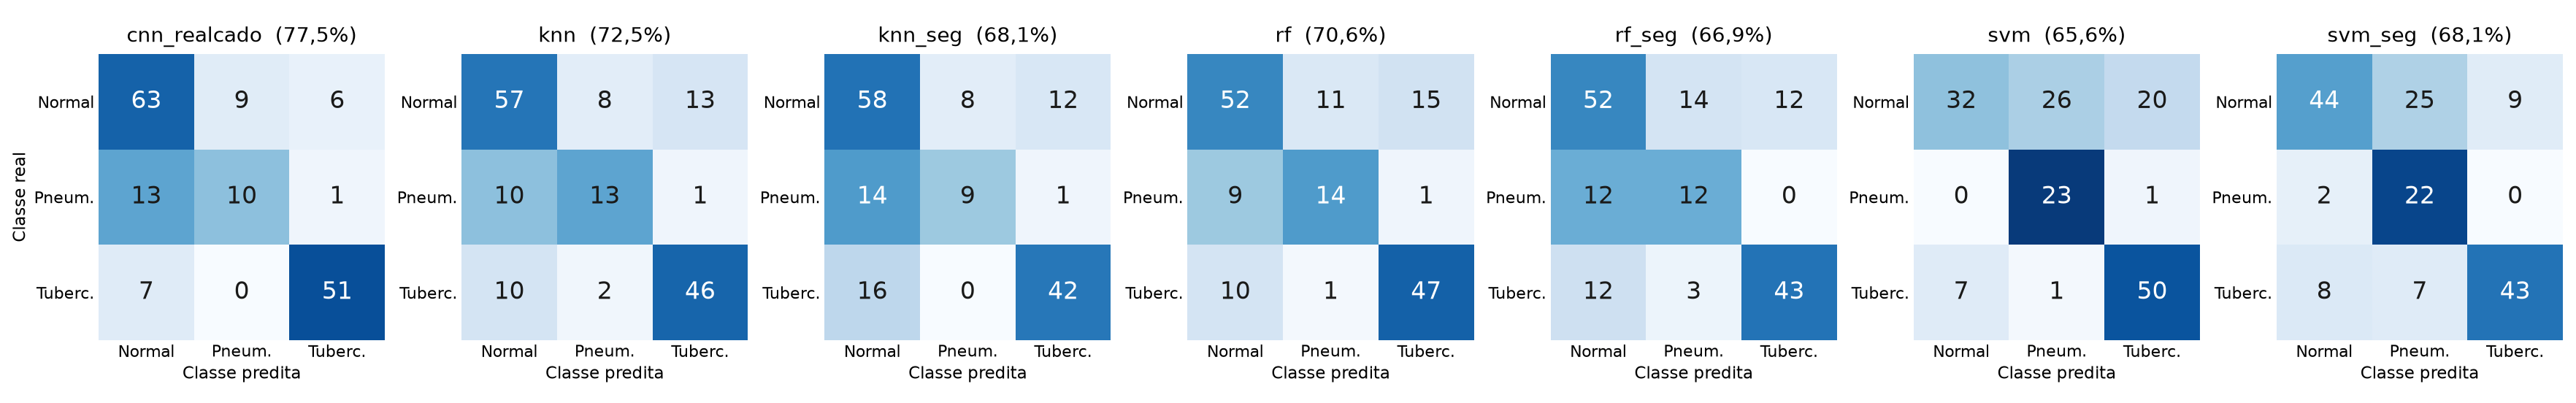 cnn_realcado (77,5%)
Classe real
Normal 63 9 6
Pneum. 13 10 1
Tuberc. 7 0 51
Normal Pneum. Tuberc.
Classe predita
knn (72,5%)
Normal 57 8 13
Pneum. 10 13 1
Tuberc. 10 2 46
Normal Pneum. Tuberc.
Classe predita
knn_seg (68,1%)
Normal 58 8 12
Pneum. 14 9 1
Tuberc. 16 0 42
Normal Pneum. Tuberc.
Classe predita
rf (70,6%)
Normal 52 11 15
Pneum. 9 14 1
Tuberc. 10 1 47
Normal Pneum. Tuberc.
Classe predita
rf_seg (66,9%)
Normal 52 14 12
Pneum. 12 12 0
Tuberc. 12 3 43
Normal Pneum. Tuberc.
Classe predita
svm (65,6%)
Normal 32 26 20
Pneum. 0 23 1
Tuberc. 7 1 50
Normal Pneum. Tuberc.
Classe predita
svm_seg (68,1%)
Normal 44 25 9
Pneum. 2 22 0
Tuberc. 8 7 43
Normal Pneum. Tuberc.
Classe predita